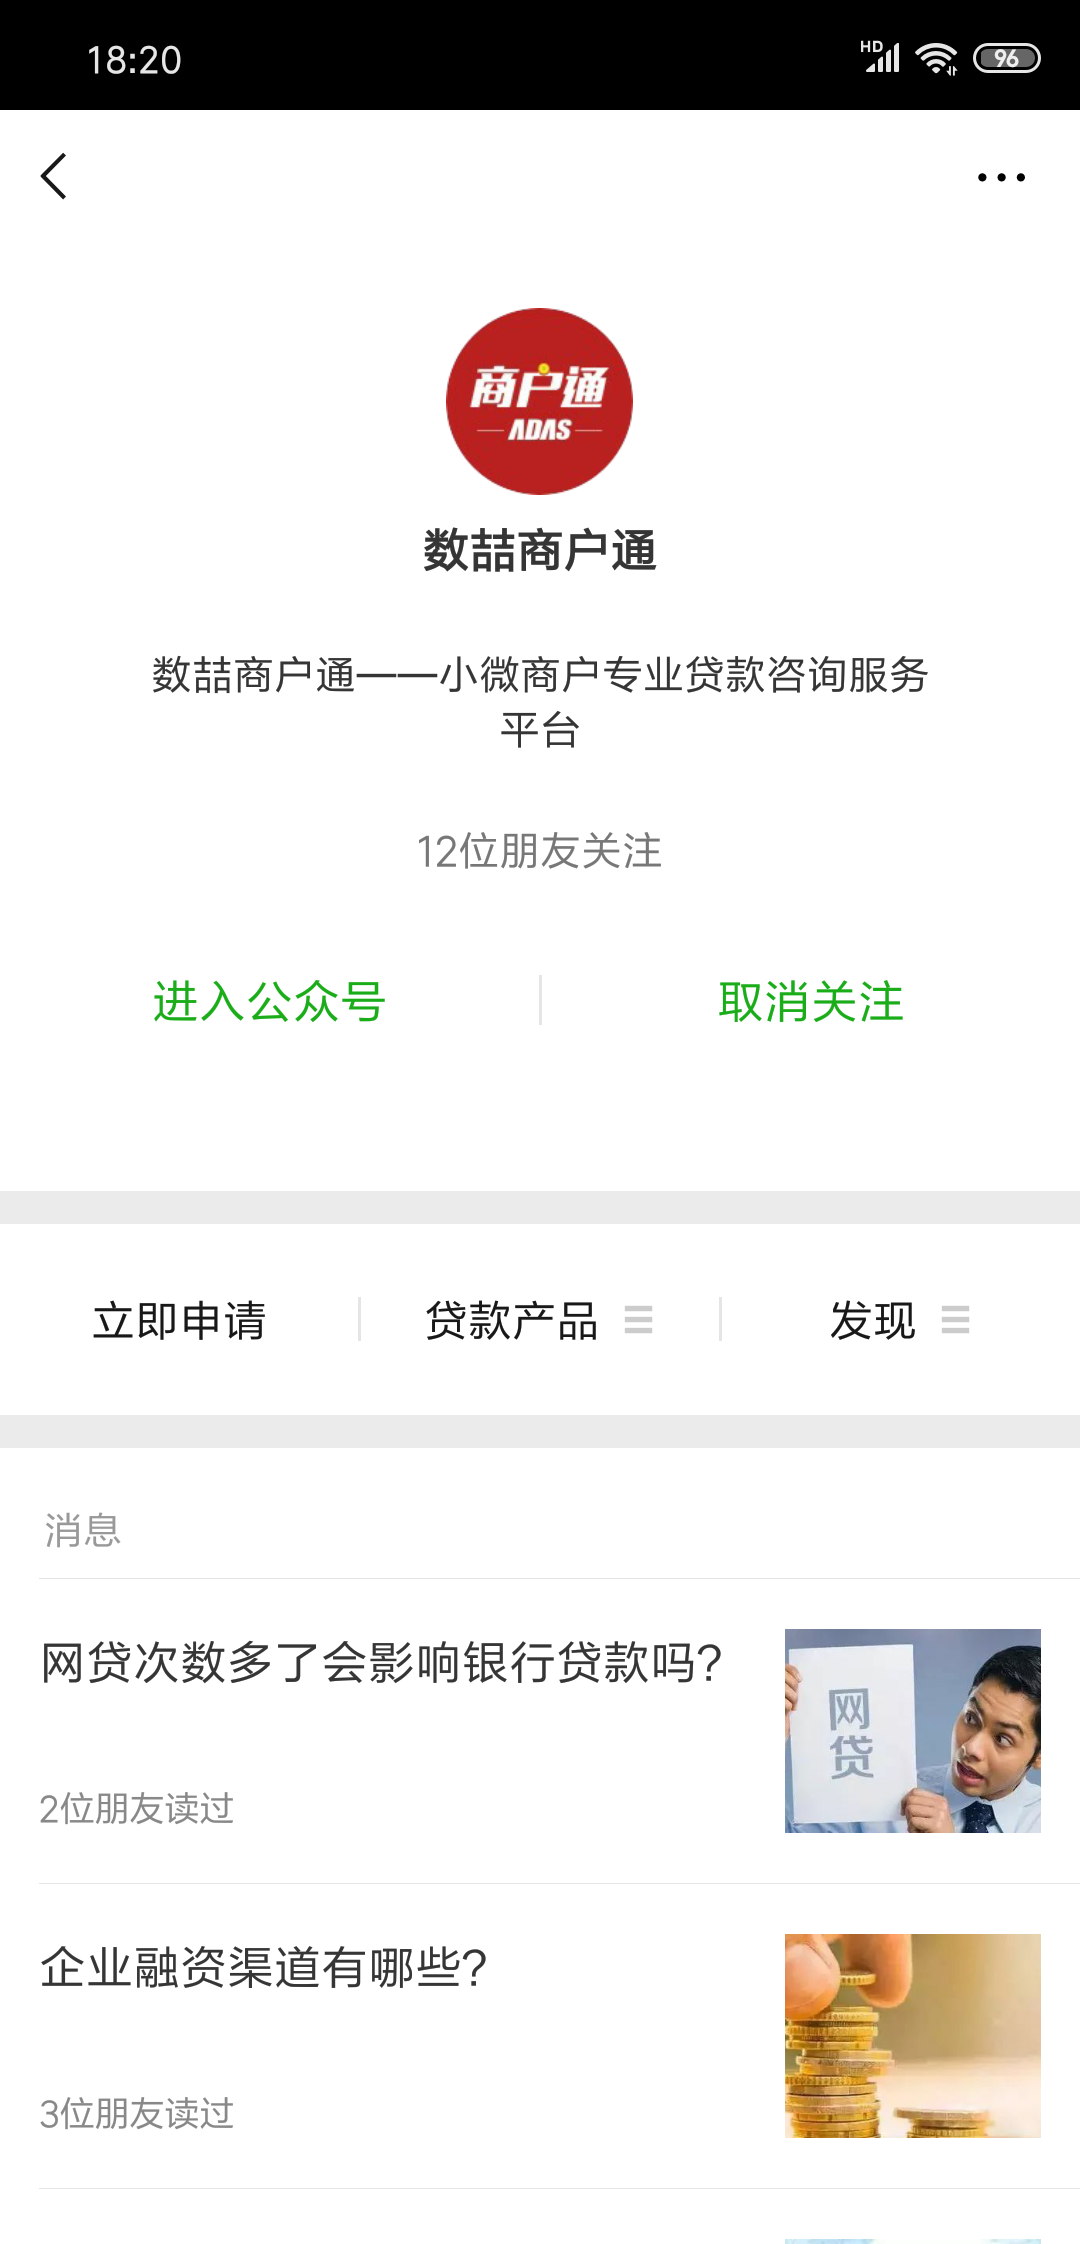 18:20
HD
96
商户通
ADAS
数喆商户通
数喆商户通——小微商户专业贷款咨询服务
平台
12位朋友关注
进入公众号
取消关注
立即申请
贷款产品
发现
消息
网贷次数多了会影响银行贷款吗?
网
贷
2位朋友读过
企业融资渠道有哪些?
3位朋友读过